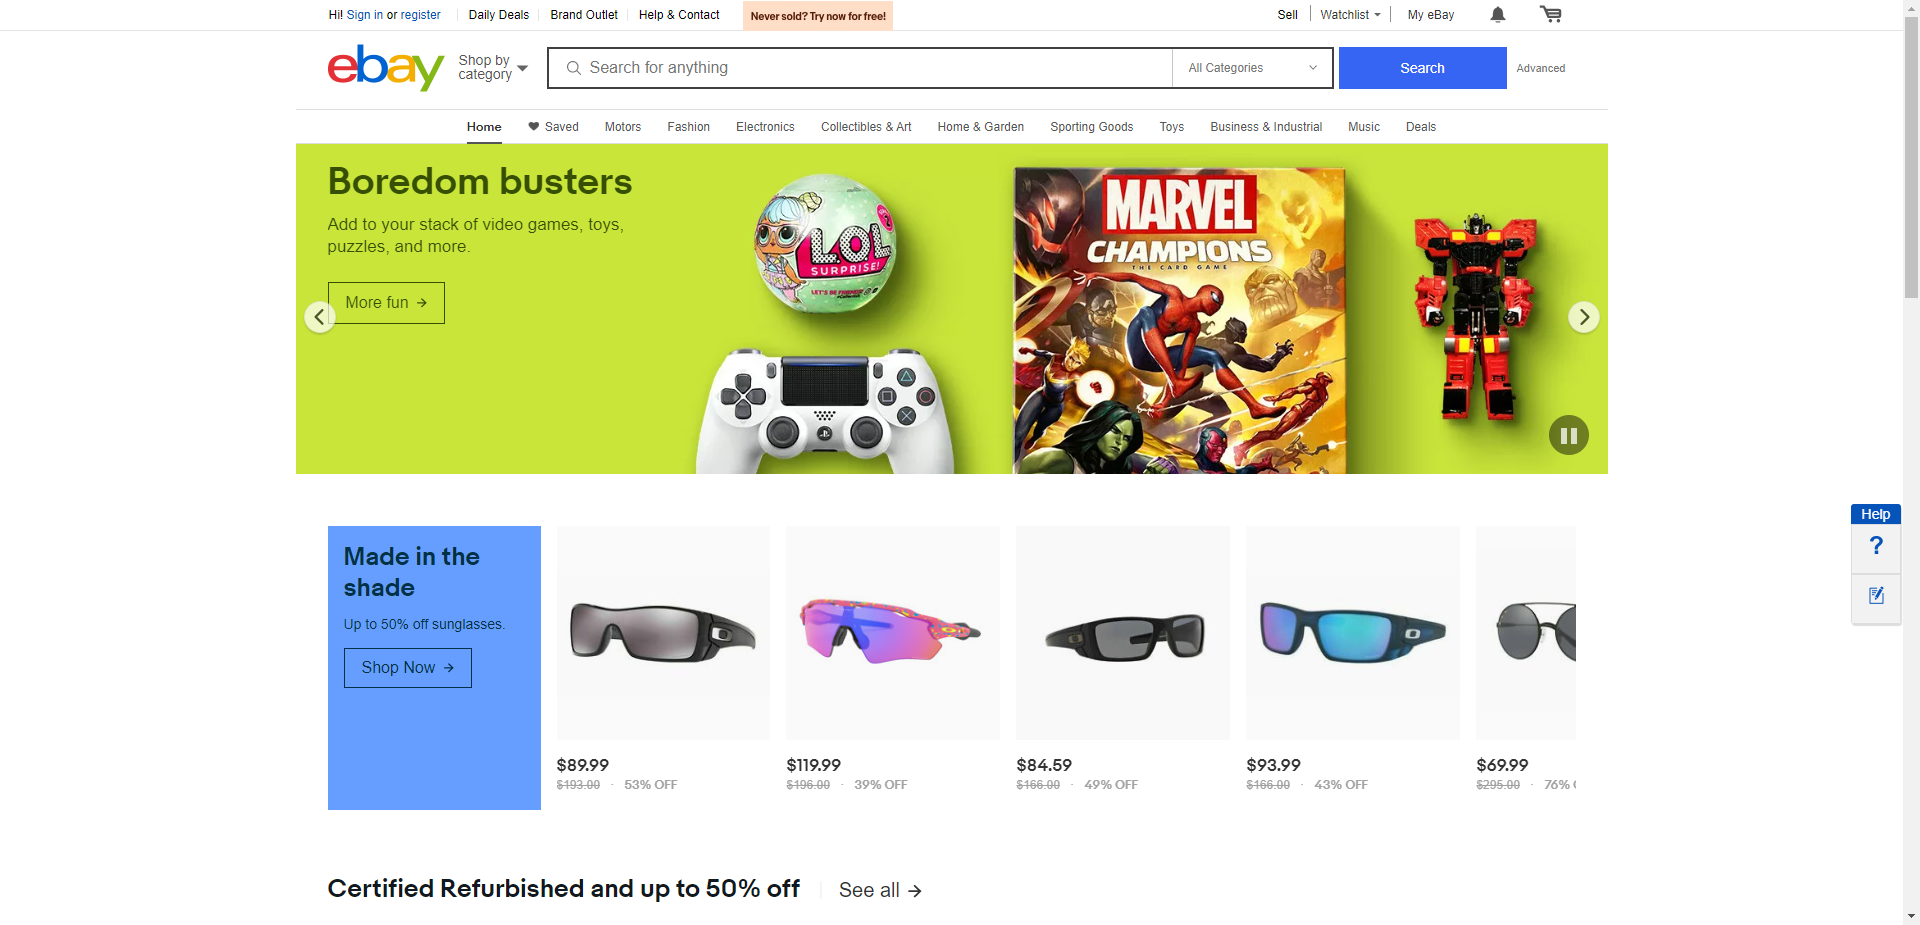 Hi! Sign in or register
Daily Deals
Brand Outlet
Help & Contact
Never sold? Try now for free!
Sell
Watchlist
My eBay
ebay
Shop by
category
Search for anything
All Categories
Search
Advanced
Home
Saved
Motors
Fashion
Electronics
Collectibles & Art
Home & Garden
Sporting Goods
Toys
Business & Industrial
Music
Deals
Boredom busters
Add to your stack of video games, toys,
puzzles, and more.
More fun
L.O.L
SURPRISE!
LET'S BE FRIENDS!
MARVEL
CHAMPIONS
THE CARD GAME
Help
?
Made in the
shade
Up to 50% off sunglasses.
Shop Now
$89.99
$193.00 · 53% OFF
$119.99
$196.00 · 39% OFF
$84.59
$166.00 · 49% OFF
$93.99
$166.00 · 43% OFF
$69.99
$295.00 · 76%
Certified Refurbished and up to 50% off
See all